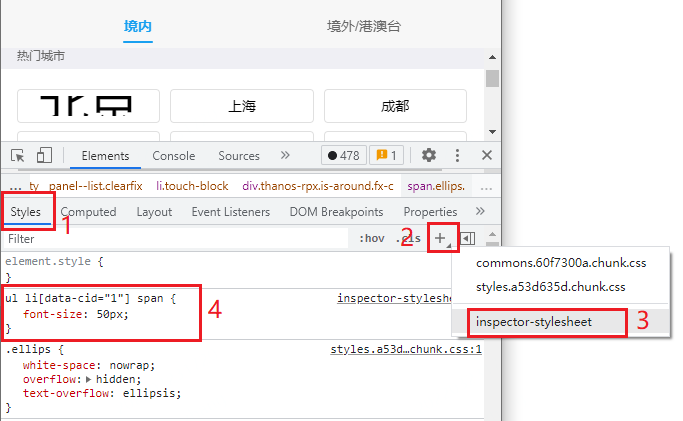 境内 境外/港澳台
热门城市
北京 上海 成都
Elements Console Sources » 478 1
... ty panel--list.clearfix li.touch-block div.thanos-rpx.is-around.fx-c span.ellips. ...
Styles Computed Layout Event Listeners DOM Breakpoints Properties »
1
Filter :hov .cls 2 +
element.style {
}
commons.60f7300a.chunk.css
styles.a53d635d.chunk.css
inspector-stylesheet 3
ul li[data-cid="1"] span { 4 inspector-stylesh
font-size: 50px;
}
.ellips { styles.a53d…chunk.css:1
white-space: nowrap;
overflow: hidden;
text-overflow: ellipsis;
}